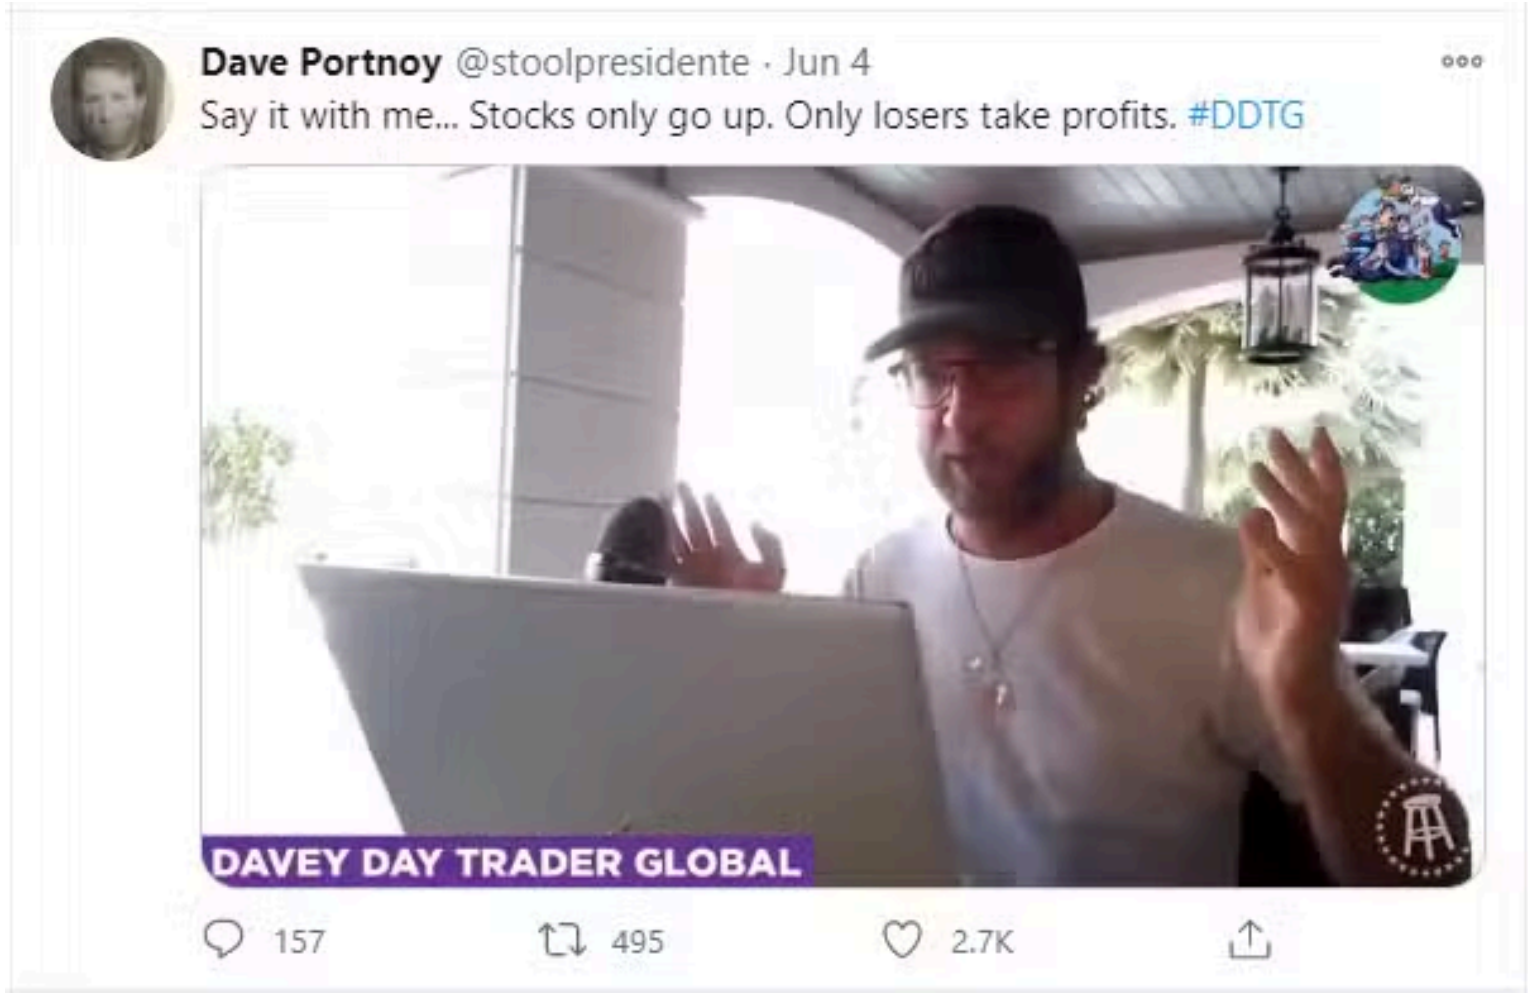 Dave Portnoy @stoolpresidente · Jun 4
Say it with me... Stocks only go up. Only losers take profits. #DDTG
DAVEY DAY TRADER GLOBAL
157 495 2.7K